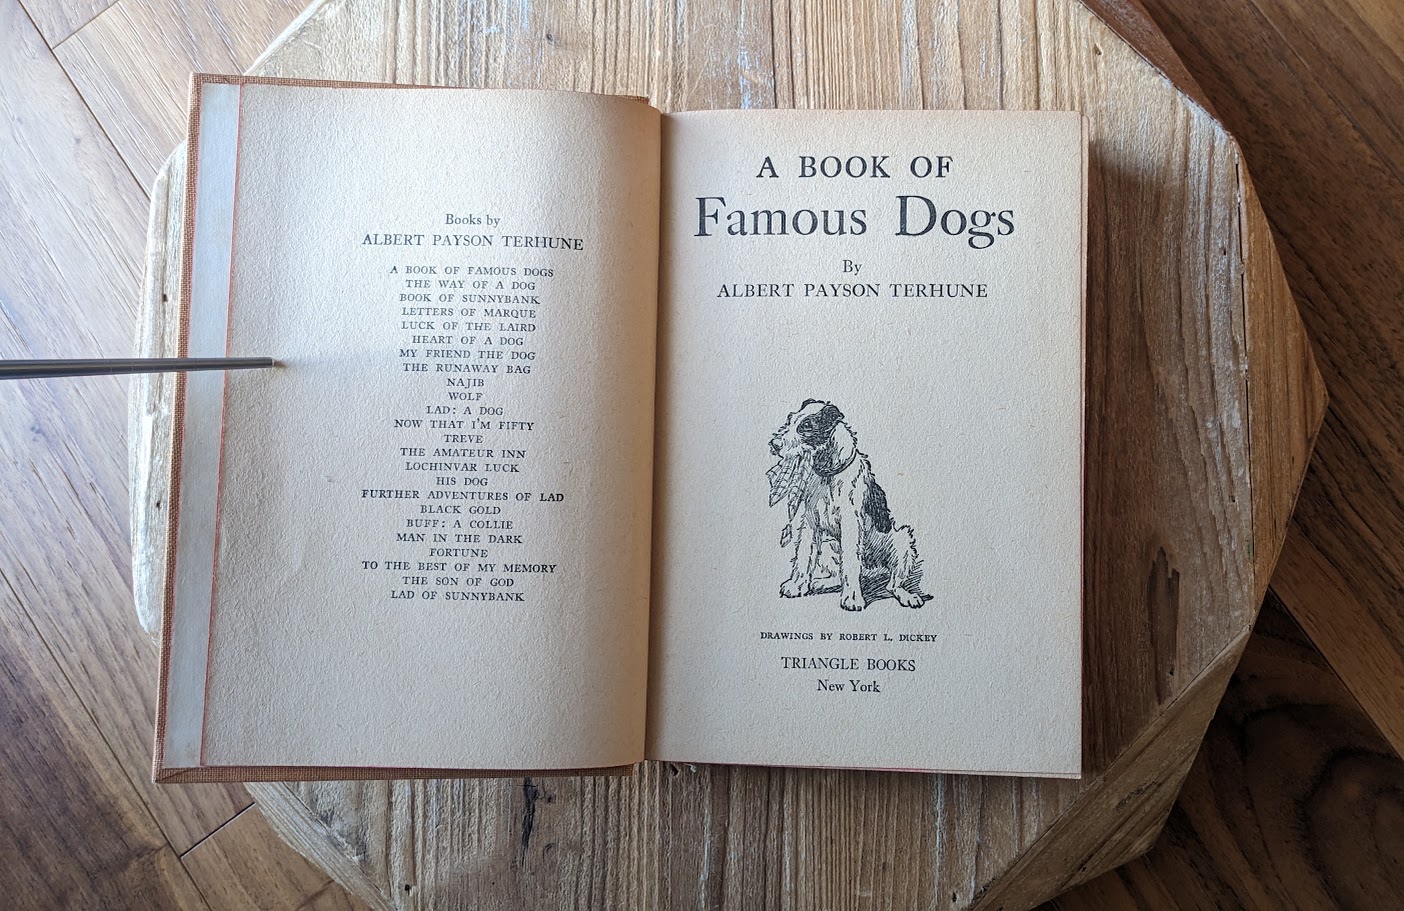 Books by
ALBERT PAYSON TERHUNE
A BOOK OF FAMOUS DOGS
THE WAY OF A DOG
BOOK OF SUNNYBANK
LETTERS OF MARQUE
LUCK OF THE LAIRD
HEART OF A DOG
MY FRIEND THE DOG
THE RUNAWAY BAG
NAJIB
WOLF
LAD: A DOG
NOW THAT I'M FIFTY
TREVE
THE AMATEUR INN
LOCHINVAR LUCK
HIS DOG
FURTHER ADVENTURES OF LAD
BLACK GOLD
BUFF: A COLLIE
MAN IN THE DARK
FORTUNE
TO THE BEST OF MY MEMORY
THE SON OF GOD
LAD OF SUNNYBANK
A BOOK OF
Famous Dogs
By
ALBERT PAYSON TERHUNE
DRAWINGS BY ROBERT L. DICKEY
TRIANGLE BOOKS
New York